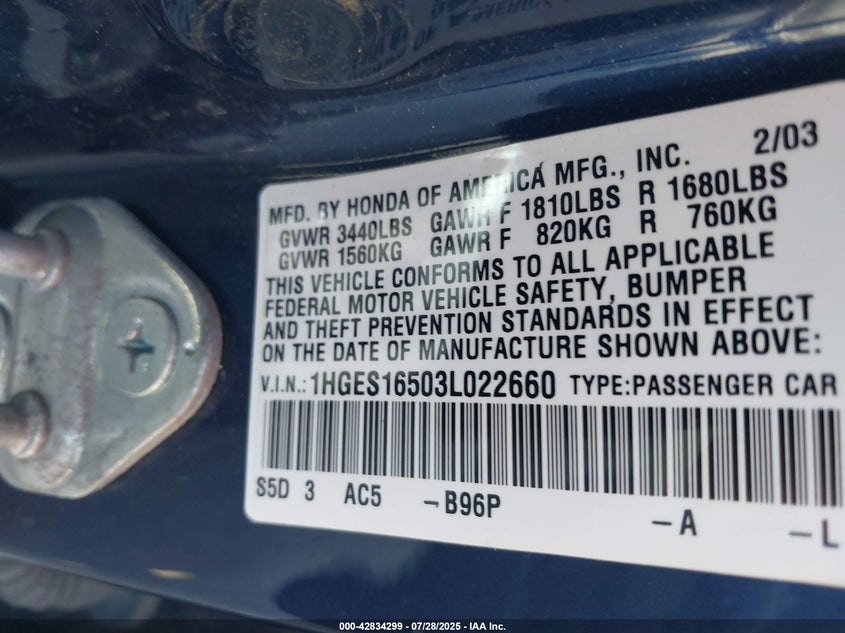 MFD. BY HONDA OF AMERICA MFG., INC. 2/03
GVWR 3440LBS GAWR F 1810LBS R 1680LBS
GVWR 1560KG GAWR F 820KG R 760KG
THIS VEHICLE CONFORMS TO ALL APPLICABLE
FEDERAL MOTOR VEHICLE SAFETY, BUMPER
AND THEFT PREVENTION STANDARDS IN EFFECT
ON THE DATE OF MANUFACTURE SHOWN ABOVE:
V.I.N.: 1HGES16503L022660 TYPE:PASSENGER CAR
S5D 3 AC5 -B96P -A -L
000-42834299 - 07/28/2025 - IAA Inc.